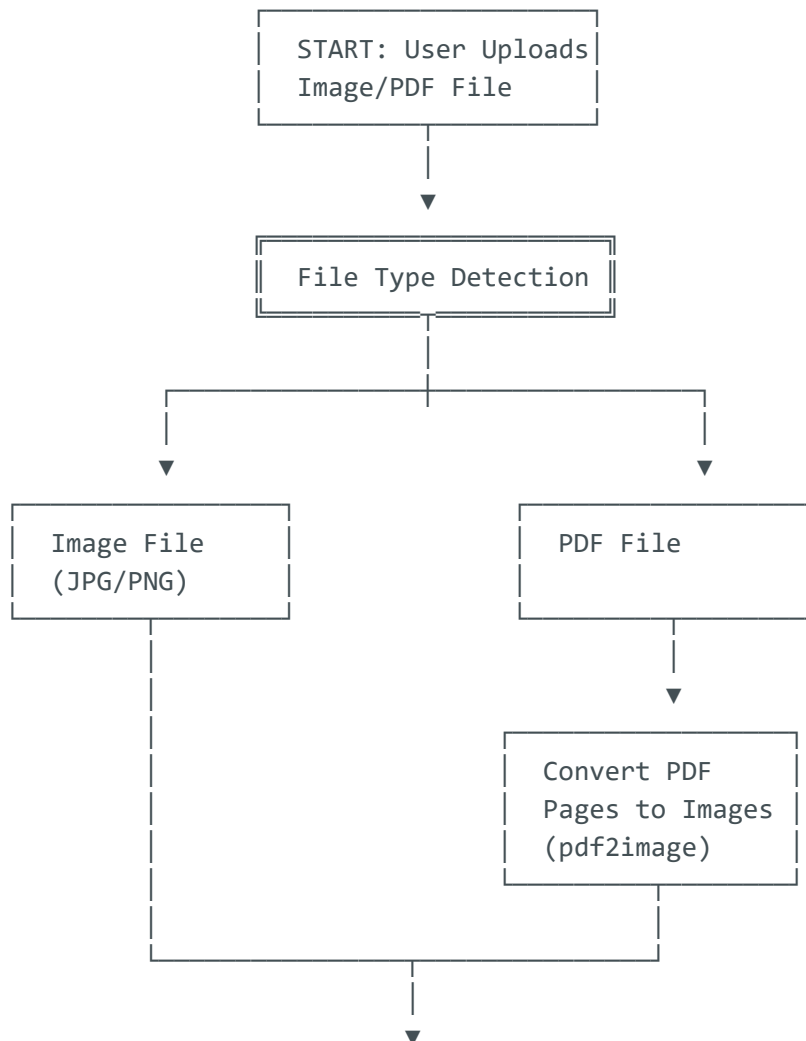 START: User Uploads
Image/PDF File
File Type Detection
Image File
(JPG/PNG)
PDF File
Convert PDF
Pages to Images
(pdf2image)